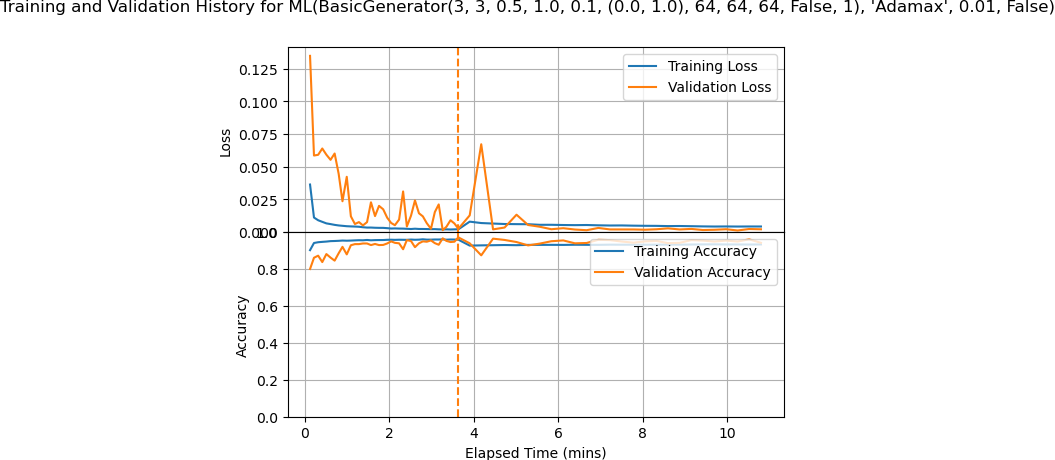 Training and Validation History for ML(BasicGenerator(3, 3, 0.5, 1.0, 0.1, (0.0, 1.0), 64, 64, 64, False, 1), 'Adamax', 0.01, False)
0.125
0.100
0.075
0.050
0.025
0.000
Loss
Training Loss
Validation Loss
1.0
0.8
0.6
0.4
0.2
0.0
Accuracy
Training Accuracy
Validation Accuracy
0 2 4 6 8 10
Elapsed Time (mins)